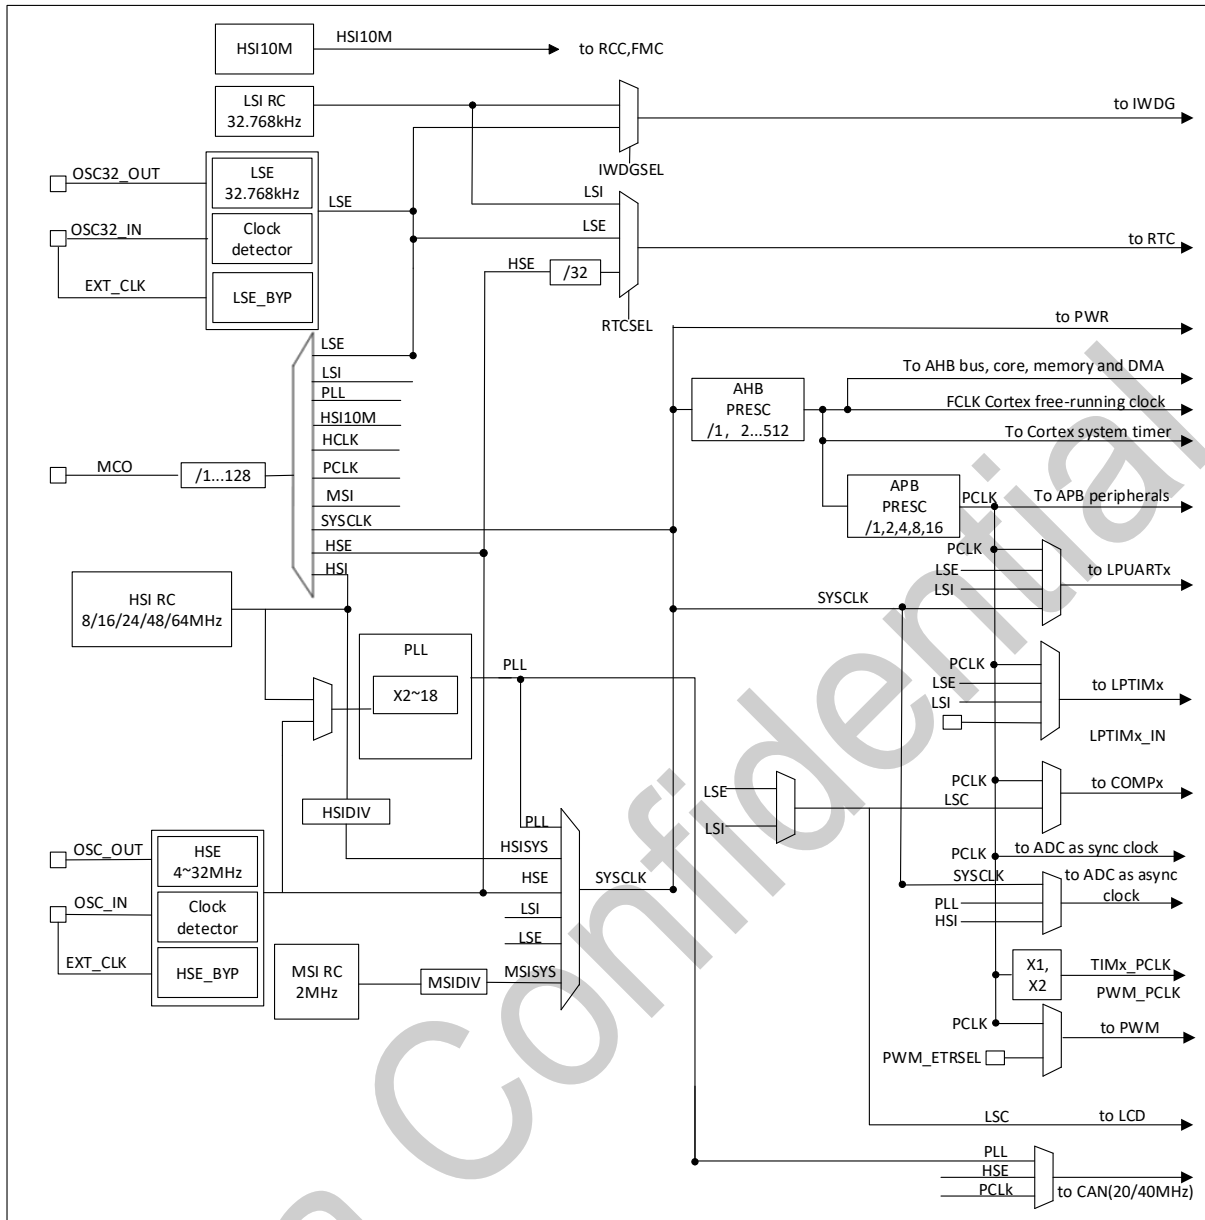 HSI10M
HSI10M
to RCC,FMC
LSI RC
32.768kHz
to IWDG
IWDGSEL
OSC32_OUT
LSE
32.768kHz
LSE
LSI
OSC32_IN
Clock
detector
LSE
to RTC
HSE
/32
EXT_CLK
LSE_BYP
RTCSEL
to PWR
LSE
LSI
PLL
HSI10M
HCLK
PCLK
MSI
SYSCLK
HSE
HSI
MCO
/1...128
AHB
PRESC
/1, 2...512
To AHB bus, core, memory and DMA
FCLK Cortex free-running clock
To Cortex system timer
APB
PRESC
/1,2,4,8,16
PCLK
To APB peripherals
PCLK
LSE
LSI
SYSCLK
to LPUARTx
HSI RC
8/16/24/48/64MHz
PLL
X2~18
PLL
PCLK
LSE
LSI
to LPTIMx
LPTIMx_IN
HSIDIV
LSE
LSI
PCLK
LSC
to COMPx
PLL
HSISYS
HSE
LSI
LSE
MSISYS
SYSCLK
OSC_OUT
HSE
4~32MHz
OSC_IN
Clock
detector
EXT_CLK
HSE_BYP
MSI RC
2MHz
MSIDIV
PCLK
to ADC as sync clock
SYSCLK
PLL
HSI
to ADC as async
clock
X1,
X2
TIMx_PCLK
PWM_PCLK
PCLK
to PWM
PWM_ETRSEL
LSC
to LCD
PLL
HSE
PCLk
to CAN(20/40MHz)
Confidential